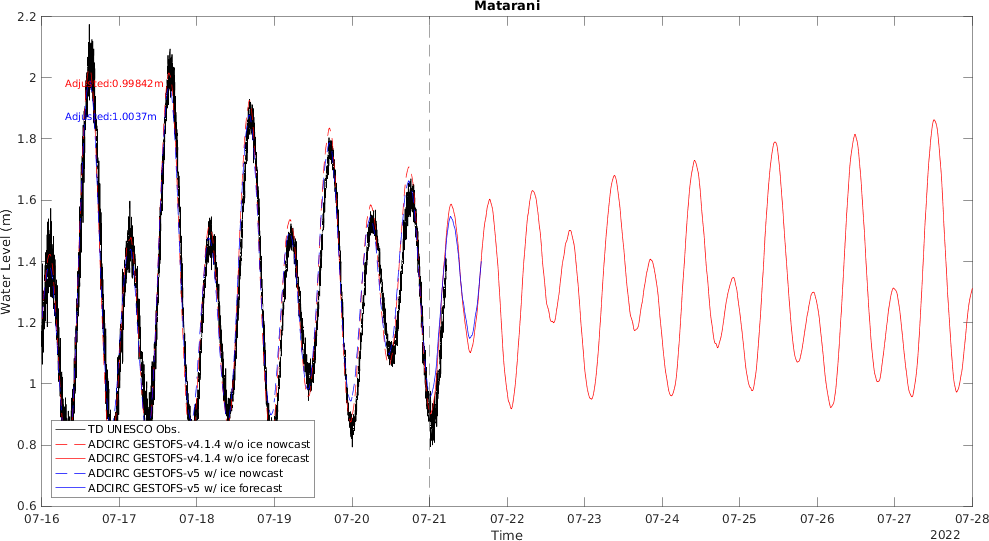 Matarani
2.2
2
1.8
1.6
1.4
1.2
1
0.8
0.6
Water Level (m)
Adjusted:0.99842m
Adjusted:1.0037m
TD UNESCO Obs.
ADCIRC GESTOFS-v4.1.4 w/o ice nowcast
ADCIRC GESTOFS-v4.1.4 w/o ice forecast
ADCIRC GESTOFS-v5 w/ ice nowcast
ADCIRC GESTOFS-v5 w/ ice forecast
07-16 07-17 07-18 07-19 07-20 07-21 07-22 07-23 07-24 07-25 07-26 07-27 07-28
Time
2022